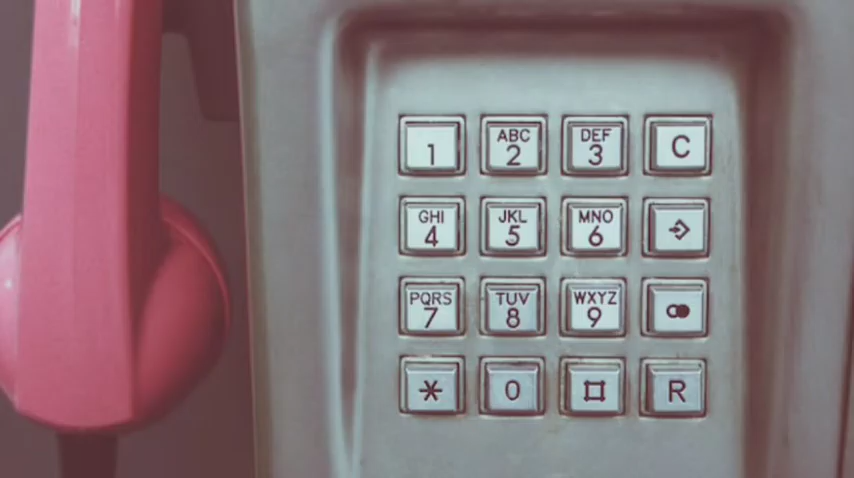 1 ABC 2 DEF 3 C
GHI 4 JKL 5 MNO 6
PQRS 7 TUV 8 WXYZ 9
* 0 # R